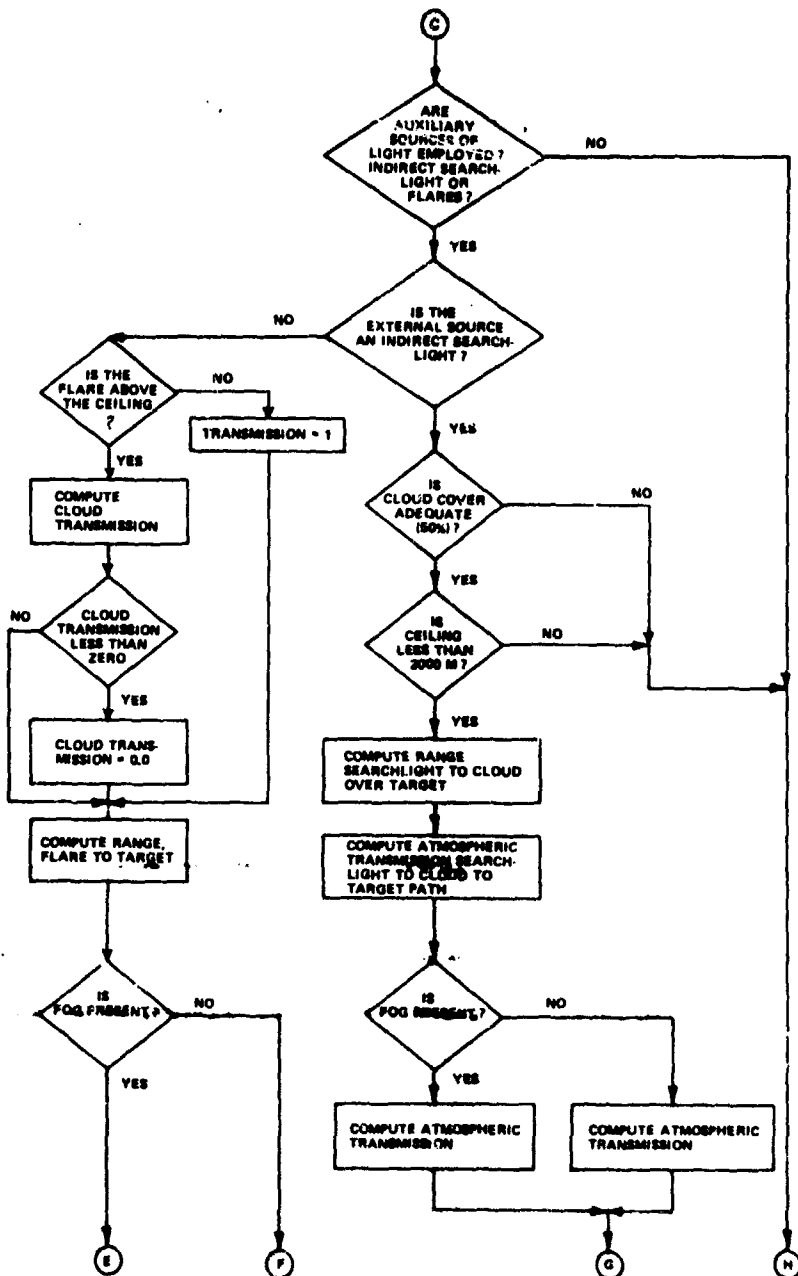 C
ARE
AUXILIARY
SOURCES OF
LIGHT EMPLOYED?
INDIRECT SEARCH-
LIGHT OR
FLARES?
NO
YES
IS THE
EXTERNAL SOURCE
AN INDIRECT SEARCH-
LIGHT?
NO
YES
IS THE
FLARE ABOVE
THE CEILING
?
NO
TRANSMISSION = 1
YES
COMPUTE
CLOUD
TRANSMISSION
CLOUD
TRANSMISSION
LESS THAN
ZERO
NO
YES
CLOUD TRANS-
MISSION = 0.0
COMPUTE RANGE,
FLARE TO TARGET
IS
FOG PRESENT?
NO
YES
IS
CLOUD COVER
ADEQUATE
(50%)?
NO
YES
IS
CEILING
LESS THAN
2000 M?
NO
YES
COMPUTE RANGE
SEARCHLIGHT TO CLOUD
OVER TARGET
COMPUTE ATMOSPHERIC
TRANSMISSION SEARCH-
LIGHT TO CLOUD TO
TARGET PATH
IS
FOG PRESENT?
NO
YES
COMPUTE ATMOSPHERIC
TRANSMISSION
COMPUTE ATMOSPHERIC
TRANSMISSION
E
F
G
H